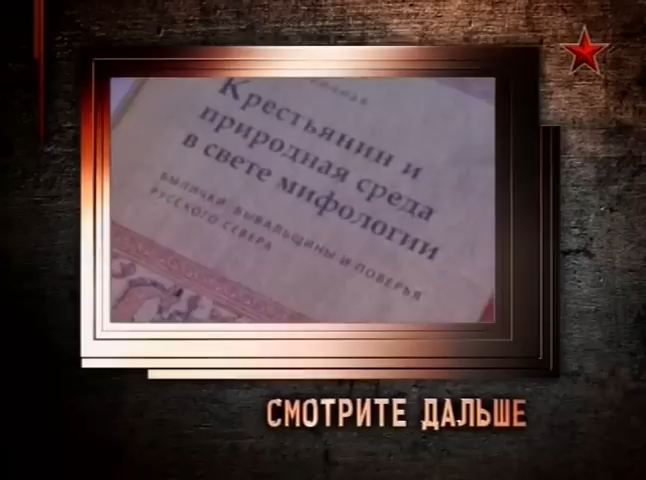 Крестьянин и
природная среда
в свете мифологии
БЫЛИЧКИ, БЫВАЛЬЩИНЫ И ПОВЕРЬЯ
РУССКОГО СЕВЕРА
СМОТРИТЕ ДАЛЬШЕ